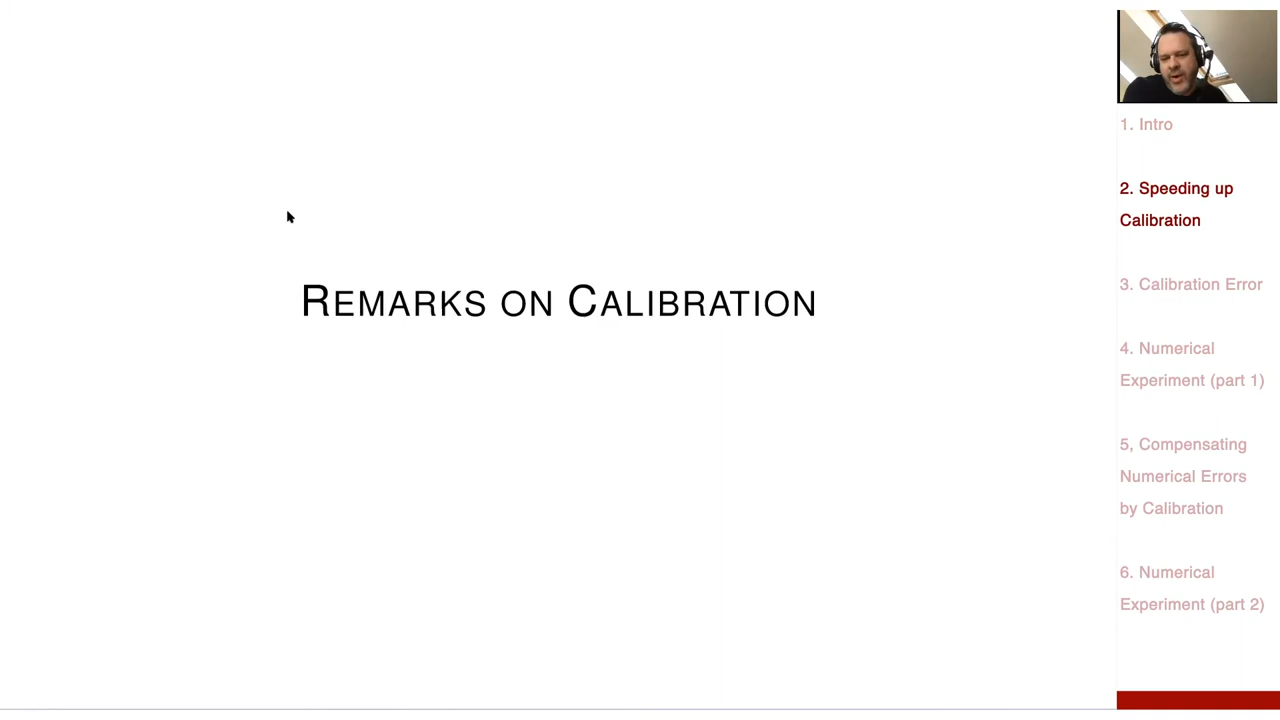 REMARKS ON CALIBRATION
1. Intro
2. Speeding up
Calibration
3. Calibration Error
4. Numerical
Experiment (part 1)
5, Compensating
Numerical Errors
by Calibration
6. Numerical
Experiment (part 2)